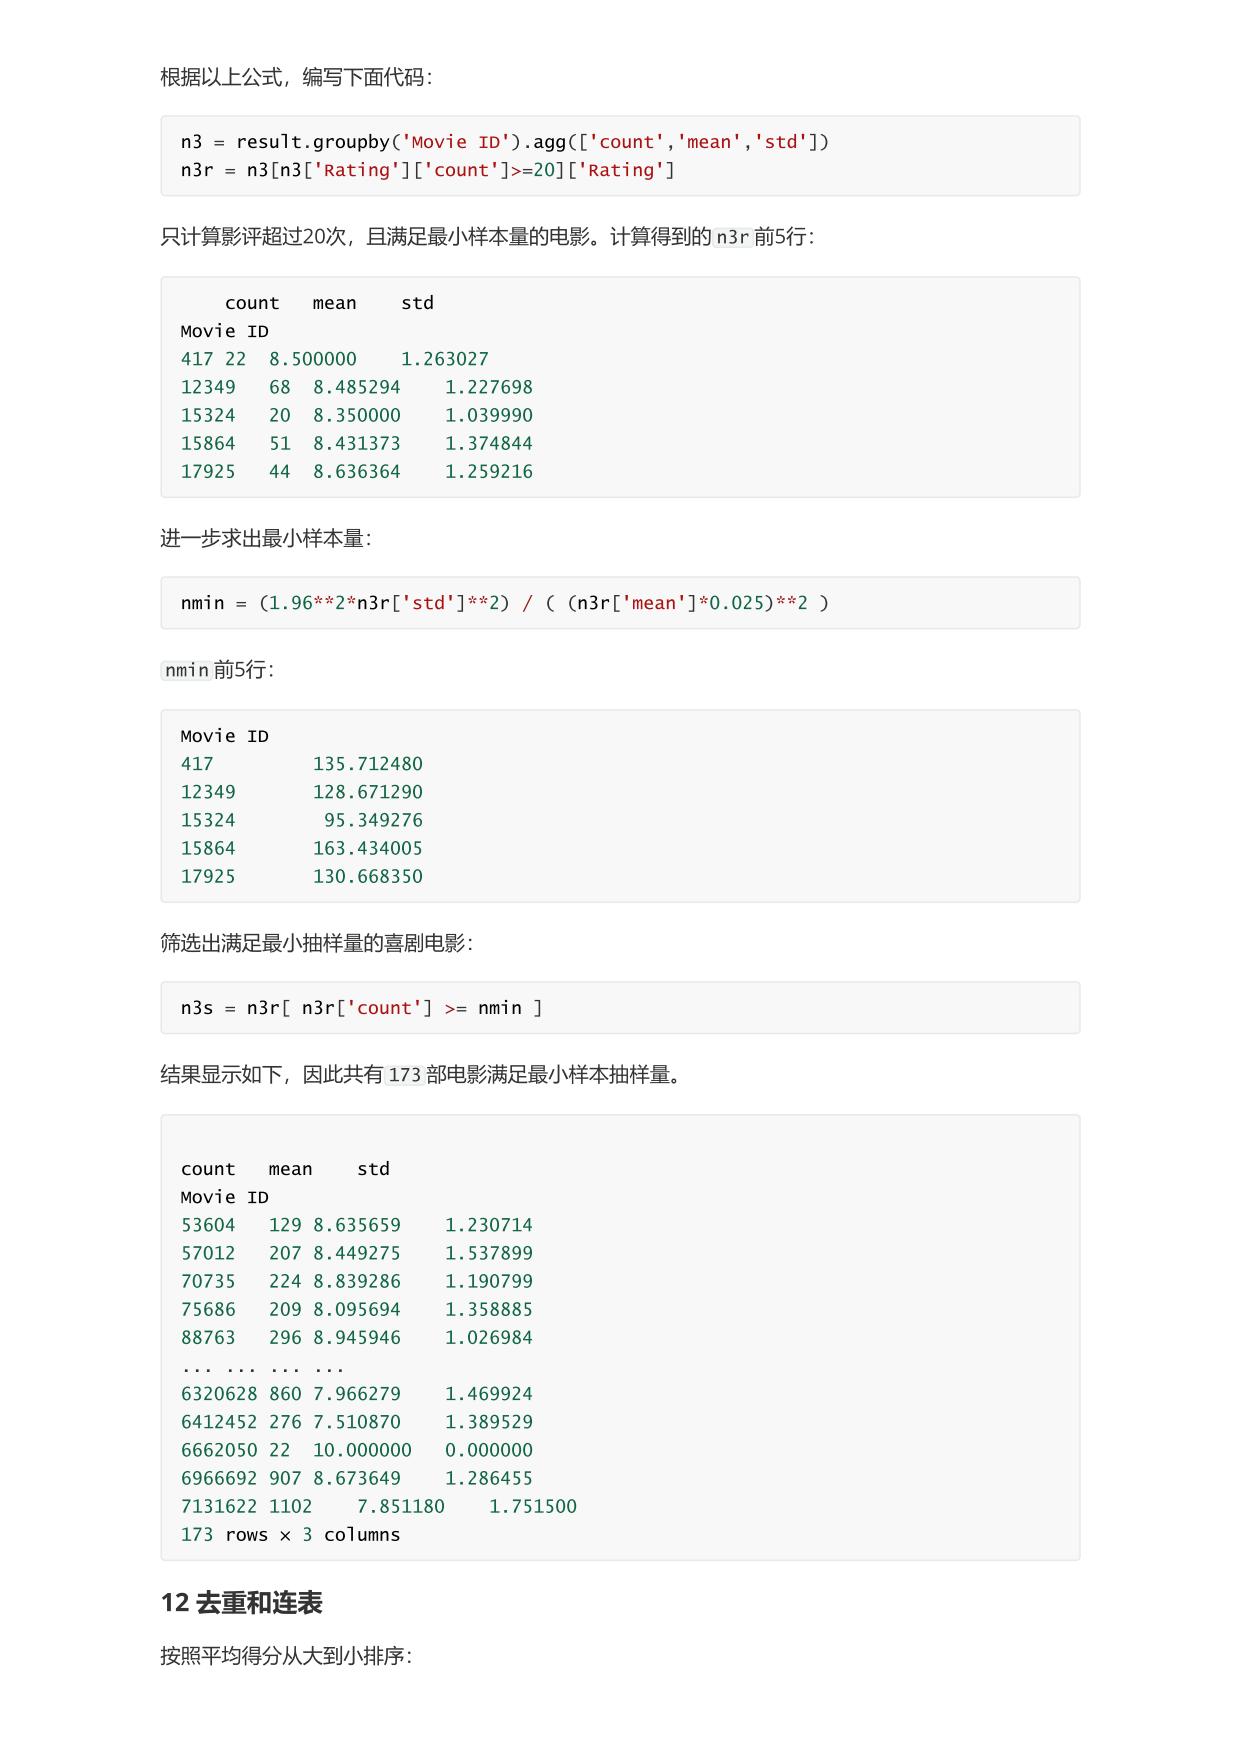 根据以上公式，编写下面代码：
n3 = result.groupby('Movie ID').agg(['count','mean','std'])
n3r = n3[n3['Rating']['count']>=20]['Rating']
只计算影评超过20次，且满足最小样本量的电影。计算得到的n3r前5行：
count mean std
Movie ID
417 22 8.500000 1.263027
12349 68 8.485294 1.227698
15324 20 8.350000 1.039990
15864 51 8.431373 1.374844
17925 44 8.636364 1.259216
进一步求出最小样本量：
nmin = (1.96**2*n3r['std']**2) / ( (n3r['mean']*0.025)**2 )
nmin前5行：
Movie ID
417 135.712480
12349 128.671290
15324 95.349276
15864 163.434005
17925 130.668350
筛选出满足最小抽样量的喜剧电影：
n3s = n3r[ n3r['count'] >= nmin ]
结果显示如下，因此共有173部电影满足最小样本抽样量。
count mean std
Movie ID
53604 129 8.635659 1.230714
57012 207 8.449275 1.537899
70735 224 8.839286 1.190799
75686 209 8.095694 1.358885
88763 296 8.945946 1.026984
... ... ... ...
6320628 860 7.966279 1.469924
6412452 276 7.510870 1.389529
6662050 22 10.000000 0.000000
6966692 907 8.673649 1.286455
7131622 1102 7.851180 1.751500
173 rows × 3 columns
12 去重和连表
按照平均得分从大到小排序：